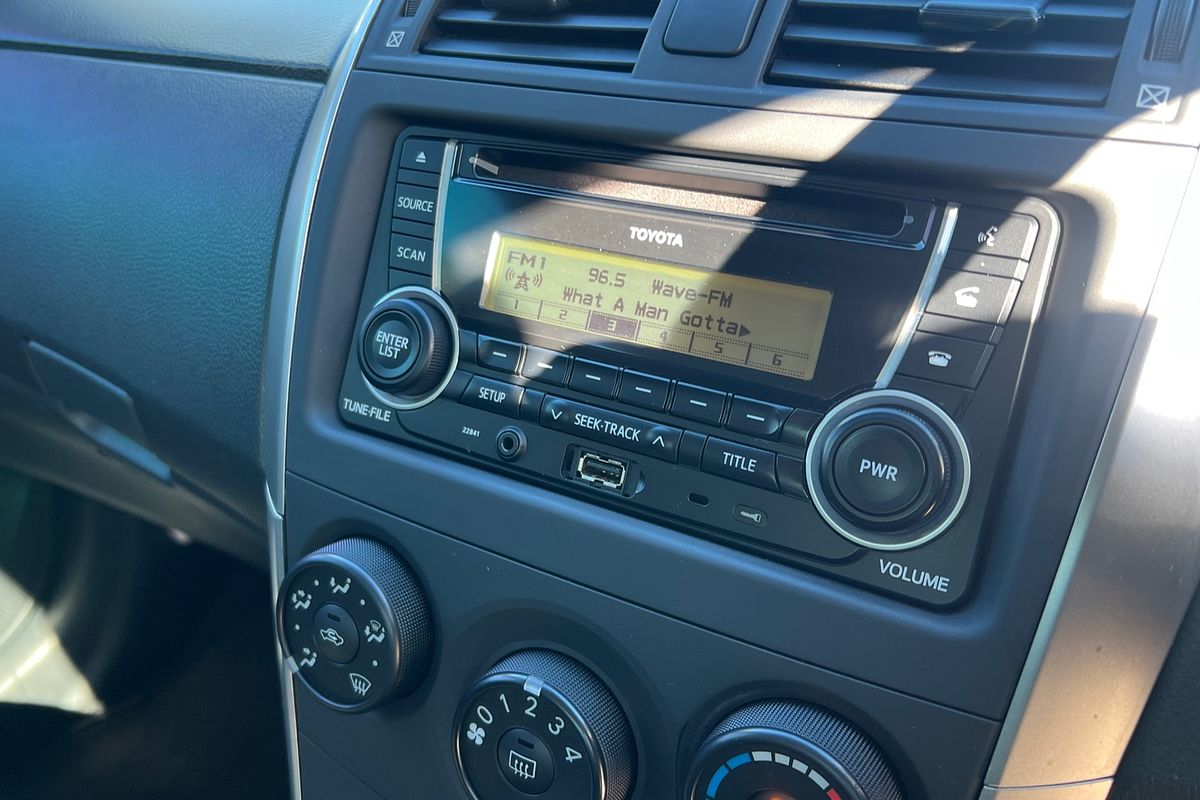 SOURCE
SCAN
TOYOTA
FM1 96.5 Wave-FM
What A Man Gotta
1 2 3 4 5 6
ENTER
LIST
TUNE·FILE
SETUP
SEEK·TRACK
TITLE
22841
PWR
VOLUME
0 1 2 3 4